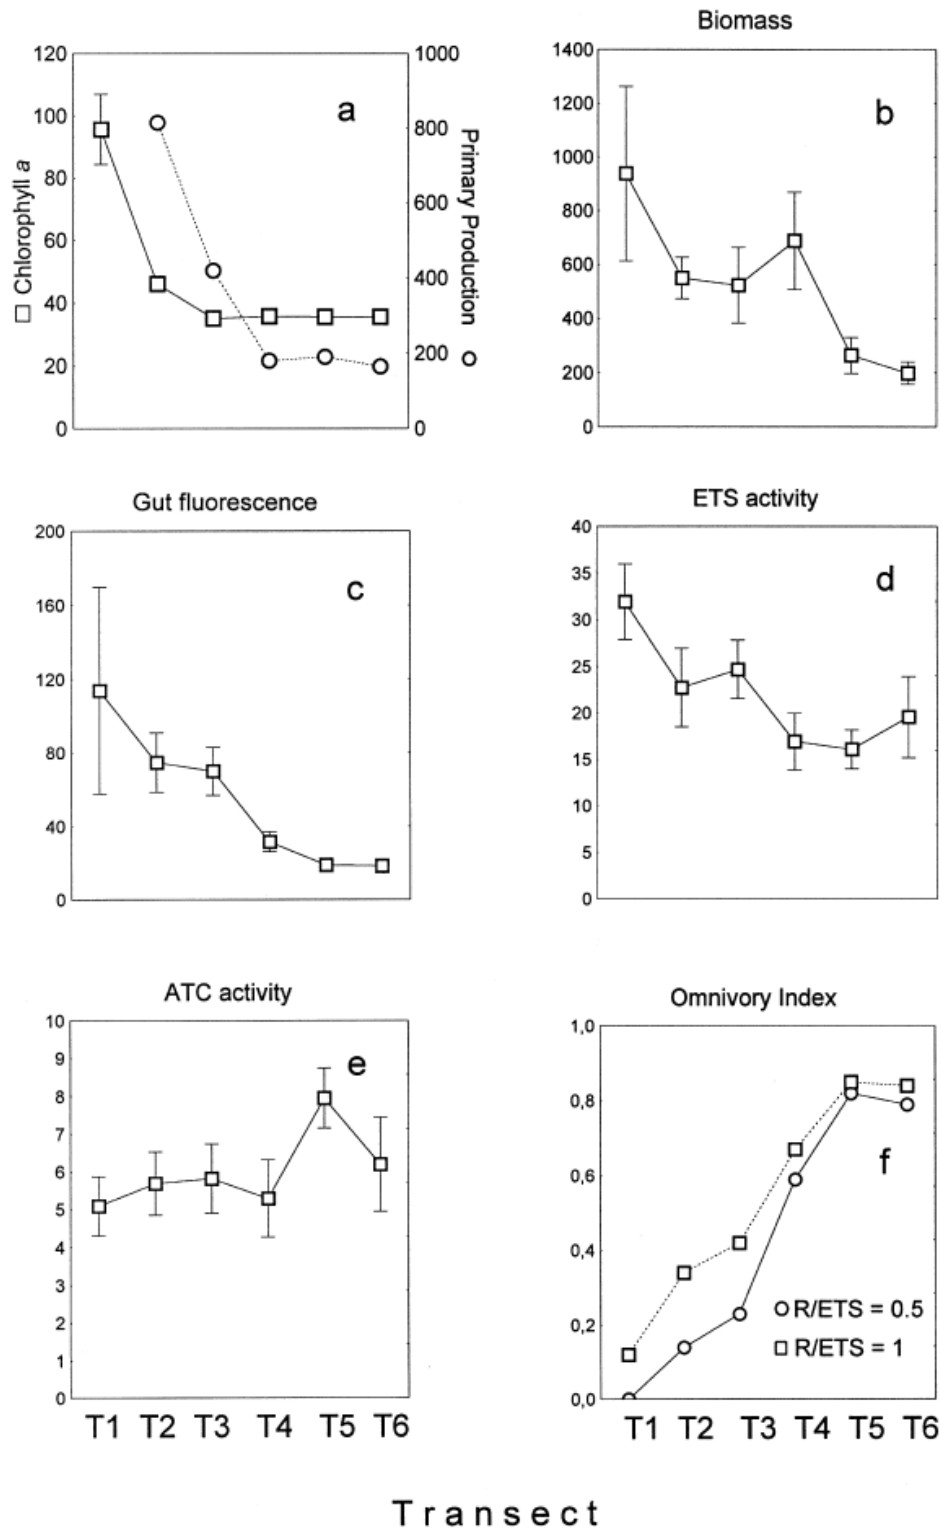 Biomass
120
100
80
60
40
20
0
□ Chlorophyll a
a
1000
800
600
400
200
0
Primary Production ○
1400
1200
1000
800
600
400
200
0
b
Gut fluorescence
200
160
120
80
40
0
c
ETS activity
40
35
30
25
20
15
10
5
0
d
ATC activity
10
9
8
7
6
5
4
3
2
1
0
e
T1 T2 T3 T4 T5 T6
Omnivory Index
1,0
0,8
0,6
0,4
0,2
0,0
f
○ R/ETS = 0.5
□ R/ETS = 1
T1 T2 T3 T4 T5 T6
Transect